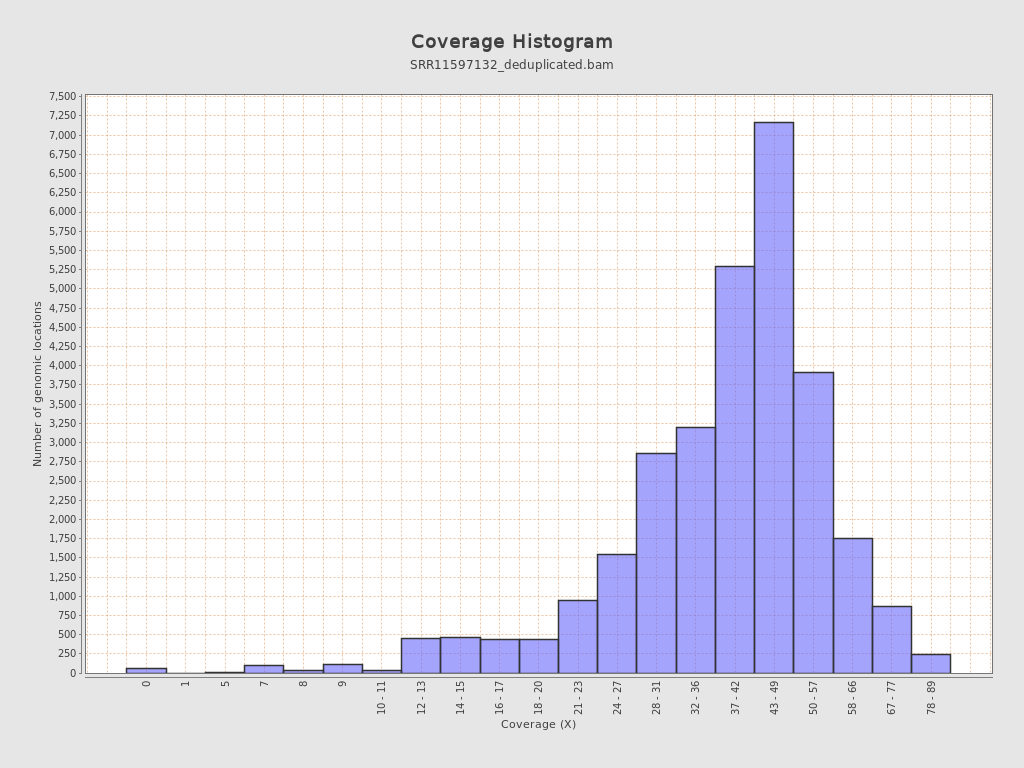 Coverage Histogram
SRR11597132_deduplicated.bam
7,500
7,250
7,000
6,750
6,500
6,250
6,000
5,750
5,500
5,250
5,000
4,750
4,500
4,250
4,000
3,750
3,500
3,250
3,000
2,750
2,500
2,250
2,000
1,750
1,500
1,250
1,000
750
500
250
0
Number of genomic locations
0
1
5
7
8
9
10 - 11
12 - 13
14 - 15
16 - 17
18 - 20
21 - 23
24 - 27
28 - 31
32 - 36
37 - 42
43 - 49
50 - 57
58 - 66
67 - 77
78 - 89
Coverage (X)